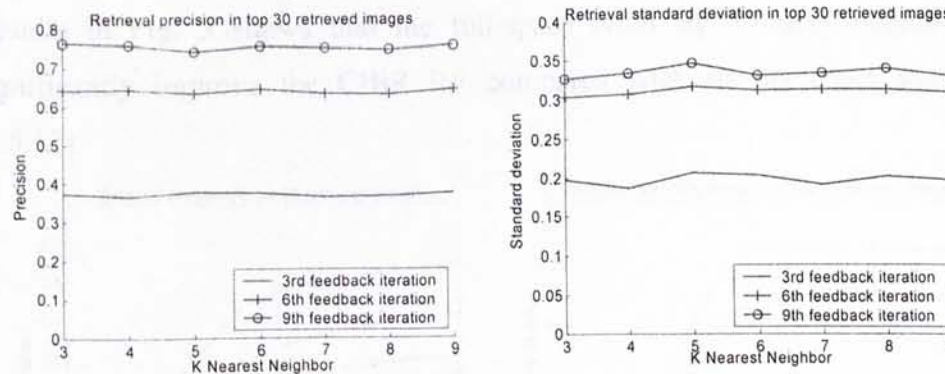 Retrieval precision in top 30 retrieved images
0.8
0.7
0.6
0.5
0.4
0.3
0.2
0.1
0
Precision
3 4 5 6 7 8 9
K Nearest Neighbor
3rd feedback iteration
6th feedback iteration
9th feedback iteration
Retrieval standard deviation in top 30 retrieved images
0.4
0.35
0.3
0.25
0.2
0.15
0.1
0.05
0
Standard deviation
3 4 5 6 7 8
K Nearest Neighbor
3rd feedback iteration
6th feedback iteration
9th feedback iteration